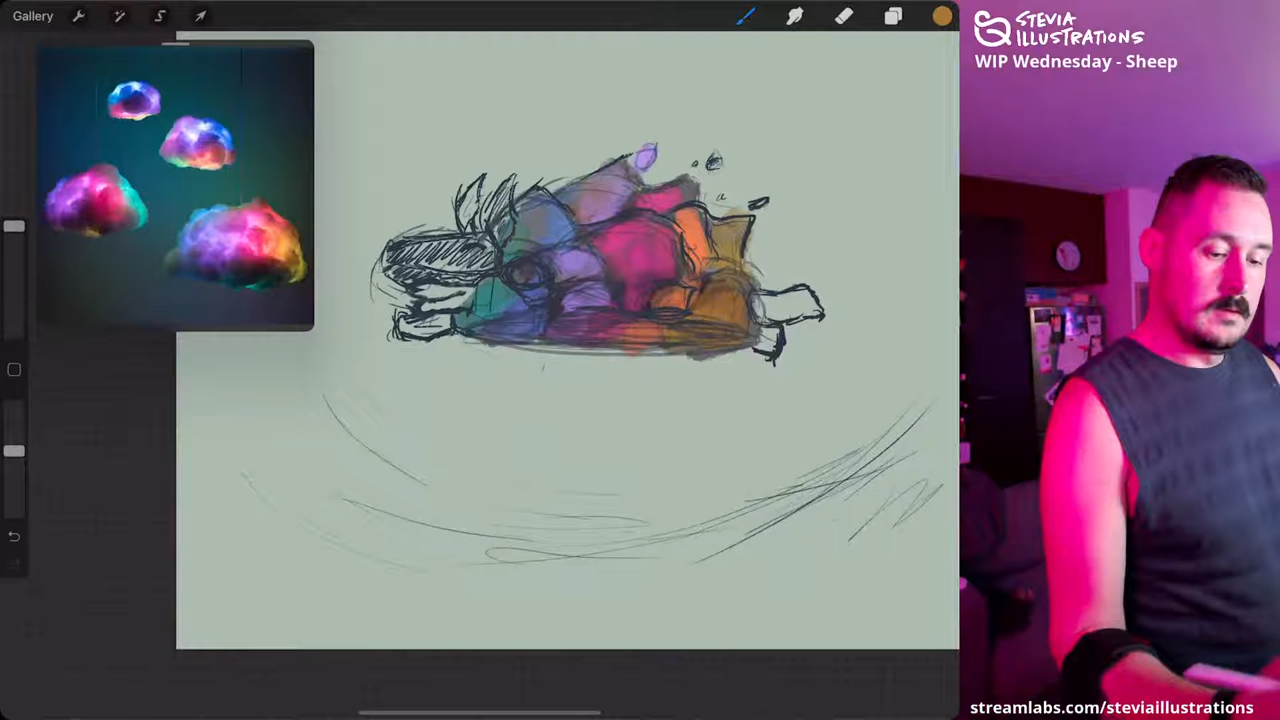 Gallery
STEVIA
ILLUSTRATIONS
WIP Wednesday - Sheep
streamlabs.com/steviaillustrations